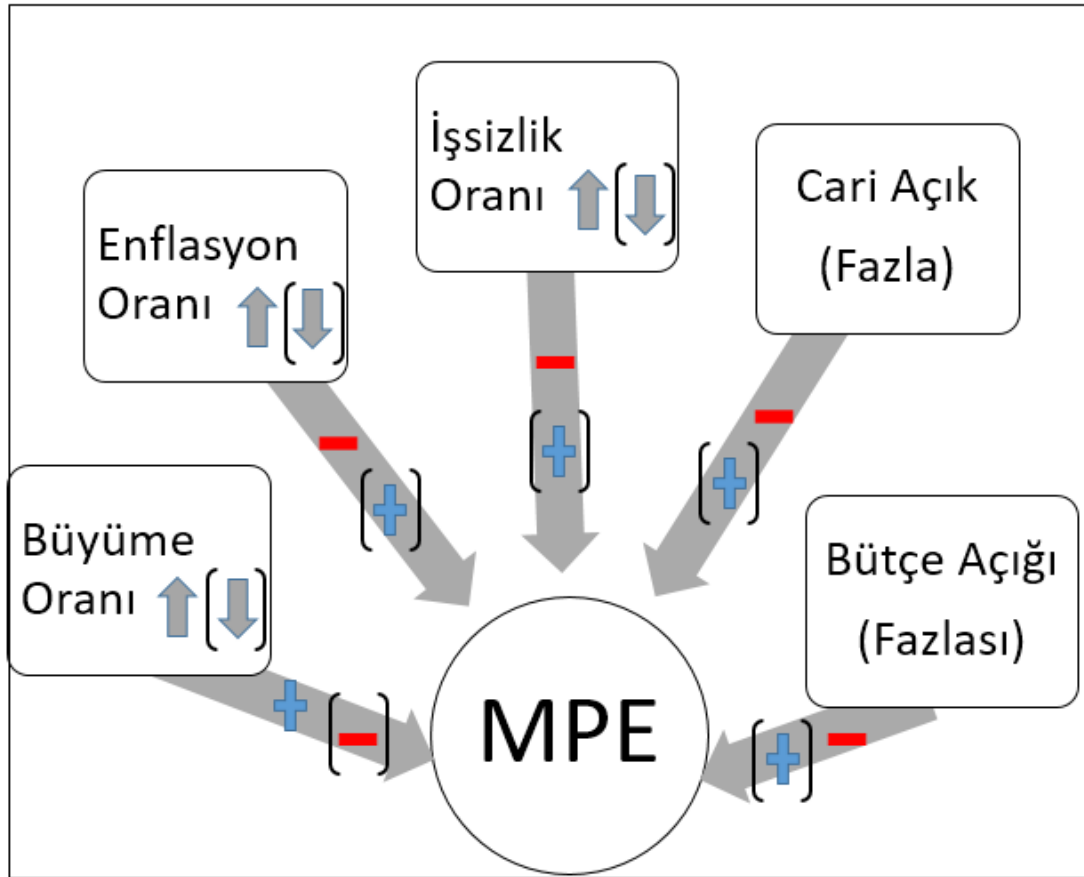 İşsizlik
Oranı
Cari Açık
(Fazla)
Enflasyon
Oranı
Büyüme
Oranı
Bütçe Açığı
(Fazlası)
MPE